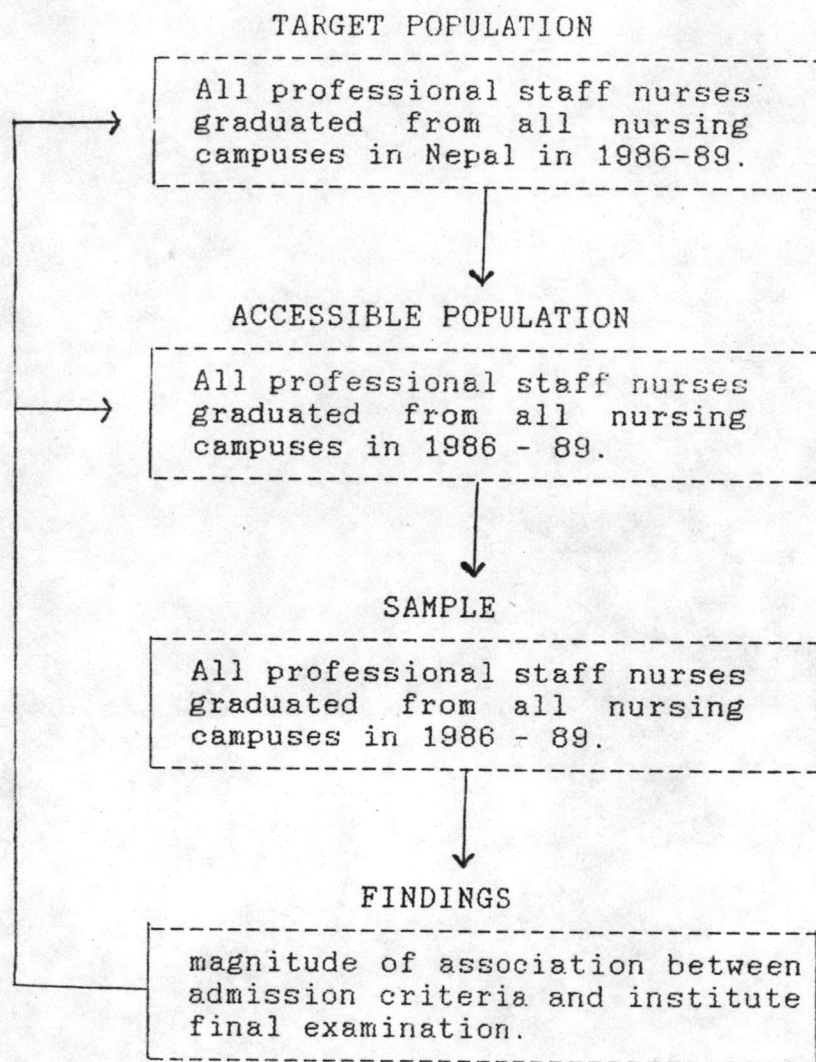 TARGET POPULATION
All professional staff nurses
graduated from all nursing
campuses in Nepal in 1986-89.
ACCESSIBLE POPULATION
All professional staff nurses
graduated from all nursing
campuses in 1986 - 89.
SAMPLE
All professional staff nurses
graduated from all nursing
campuses in 1986 - 89.
FINDINGS
magnitude of association between
admission criteria and institute
final examination.